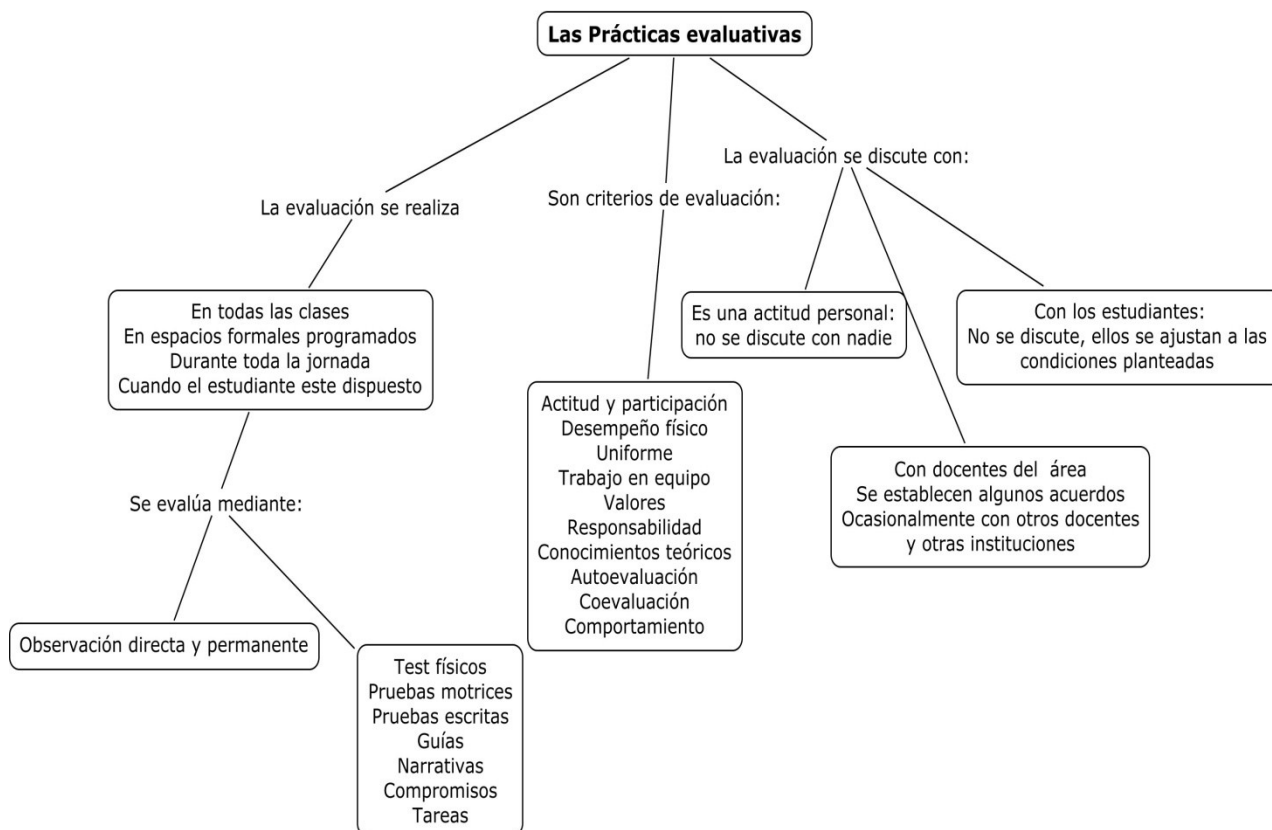 Las Prácticas evaluativas
La evaluación se discute con:
La evaluación se realiza
Son criterios de evaluación:
En todas las clases
En espacios formales programados
Durante toda la jornada
Cuando el estudiante este dispuesto
Es una actitud personal:
no se discute con nadie
Con los estudiantes:
No se discute, ellos se ajustan a las
condiciones planteadas
Actitud y participación
Desempeño físico
Uniforme
Trabajo en equipo
Valores
Responsabilidad
Conocimientos teóricos
Autoevaluación
Coevaluación
Comportamiento
Con docentes del área
Se establecen algunos acuerdos
Ocasionalmente con otros docentes
y otras instituciones
Se evalúa mediante:
Observación directa y permanente
Test físicos
Pruebas motrices
Pruebas escritas
Guías
Narrativas
Compromisos
Tareas